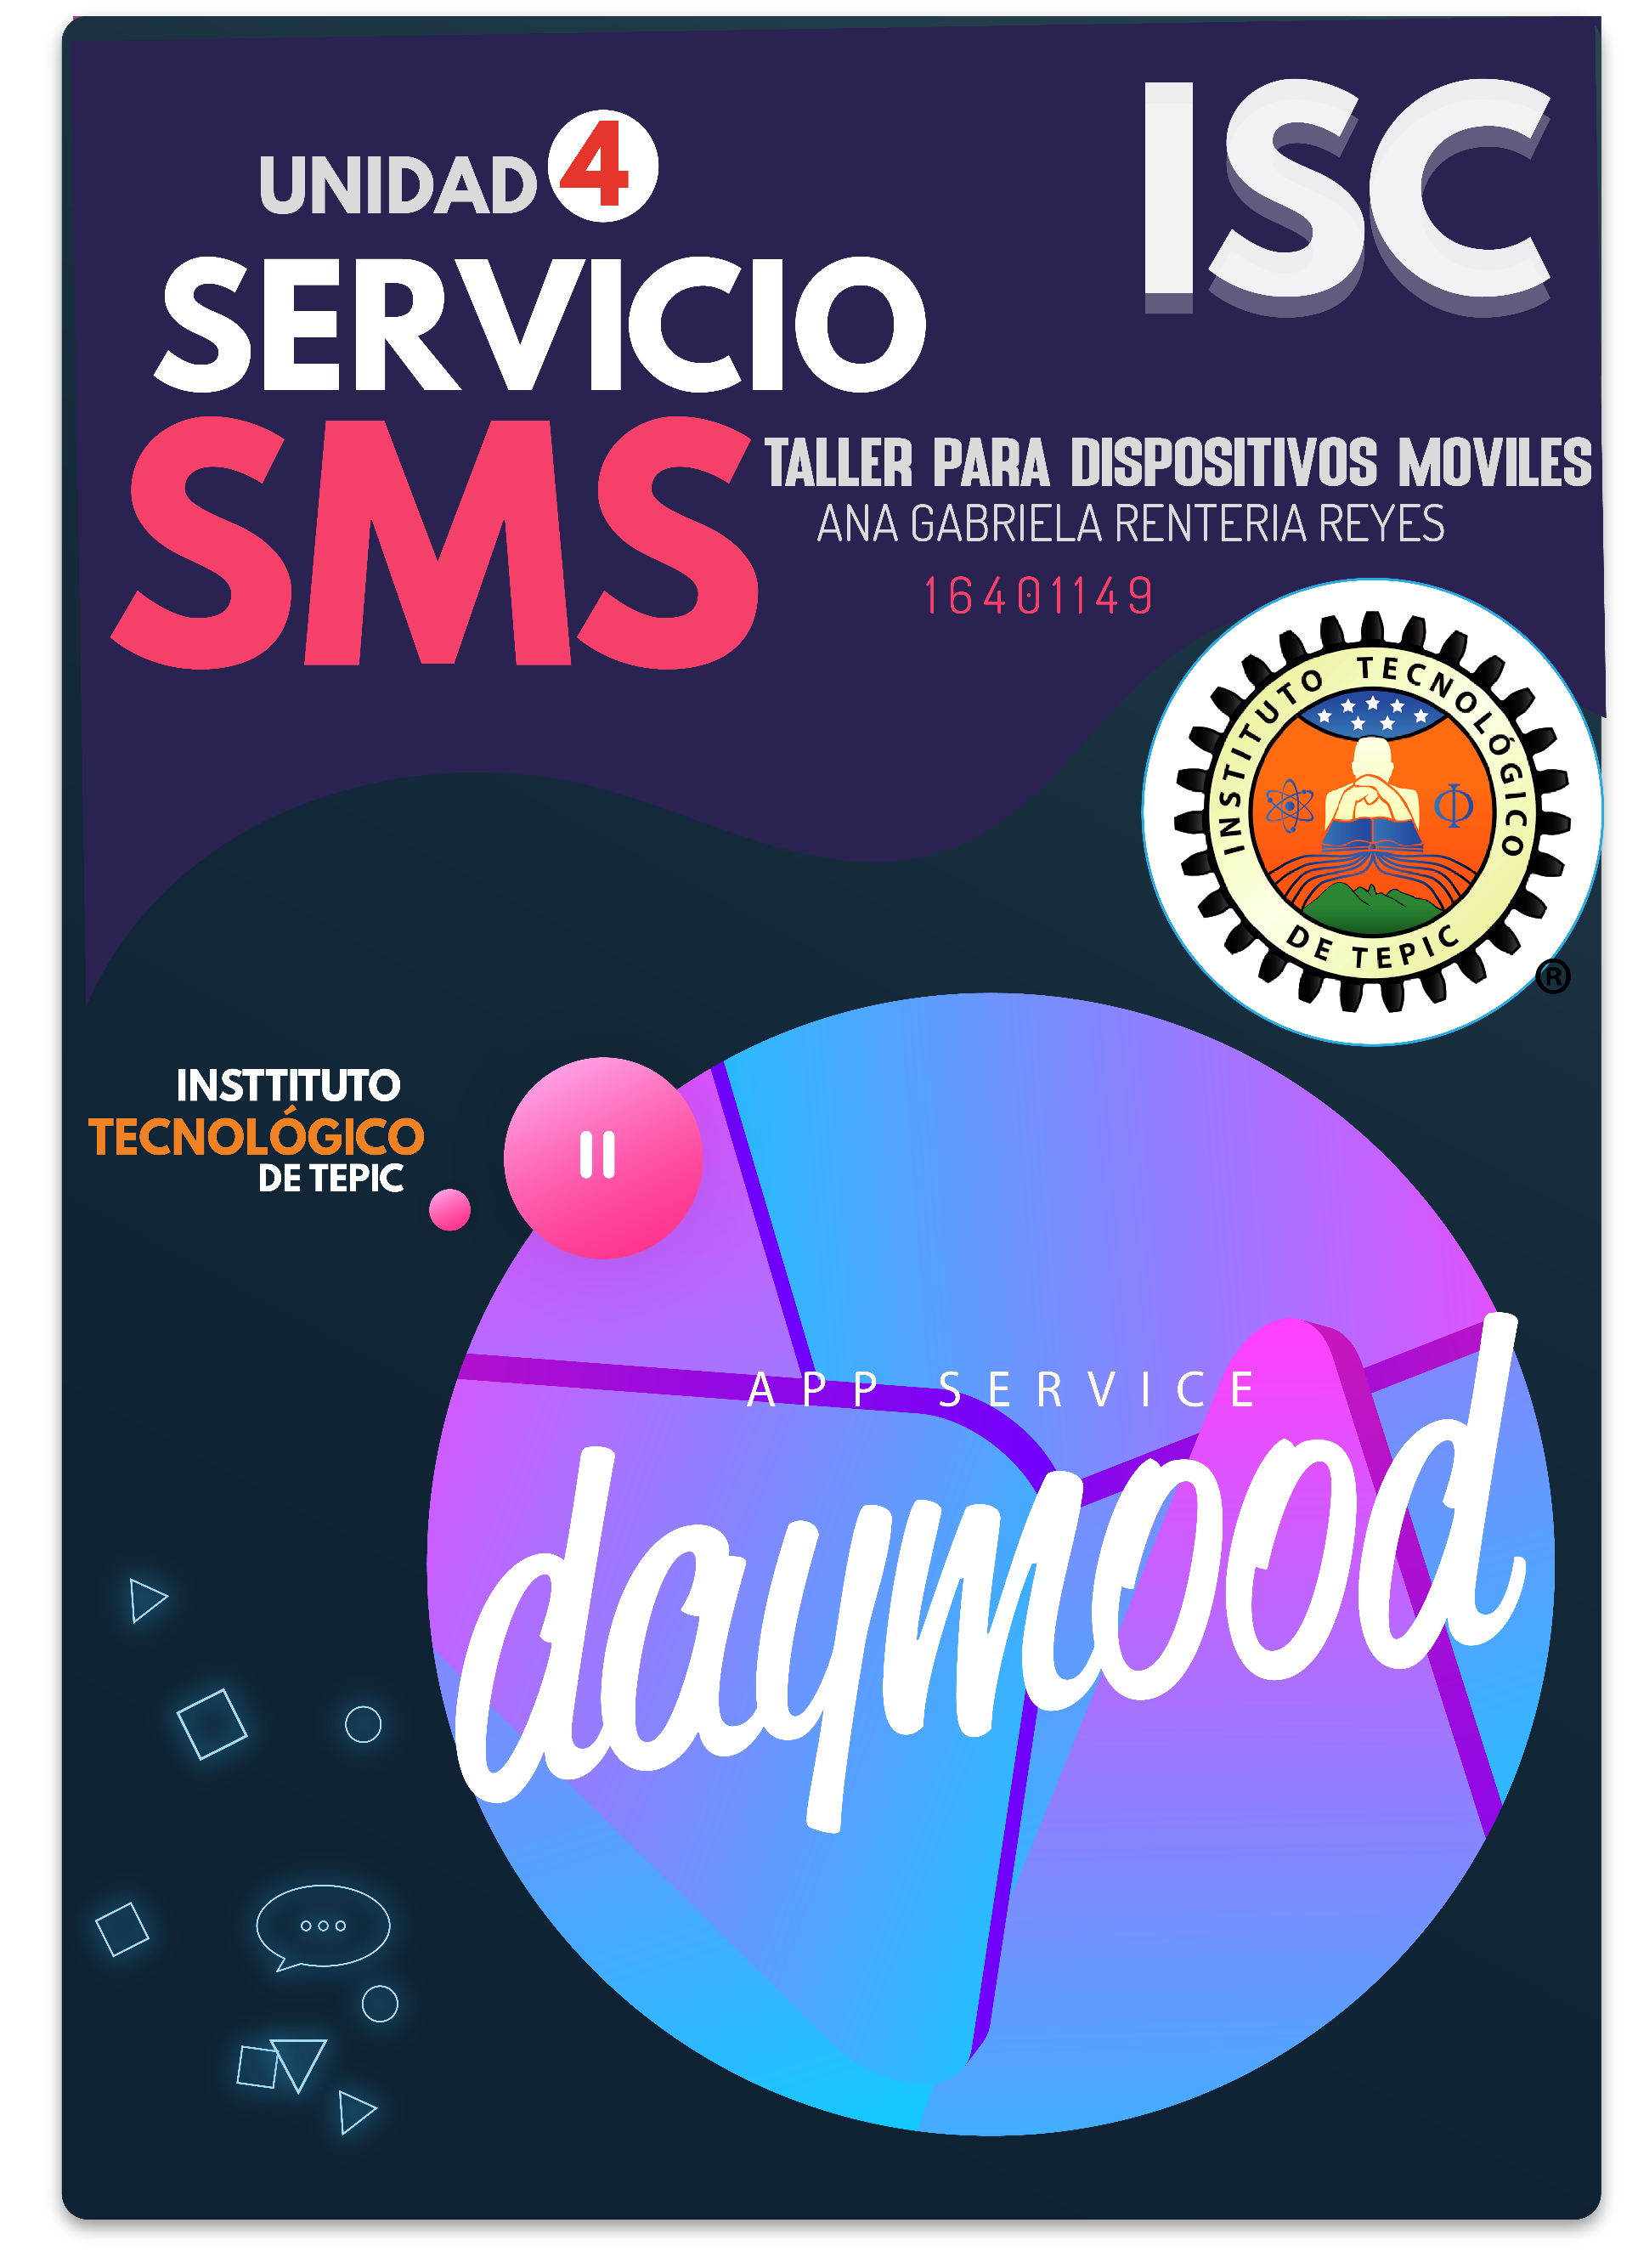 ISC
UNIDAD 4
SERVICIO
SMS
TALLER PARA DISPOSITIVOS MOVILES
ANA GABRIELA RENTERIA REYES
16401149
INSTITUTO TECNOLÓGICO
DE TEPIC
®
INSTTITUTO
TECNOLÓGICO
DE TEPIC
APP SERVICE
daymood